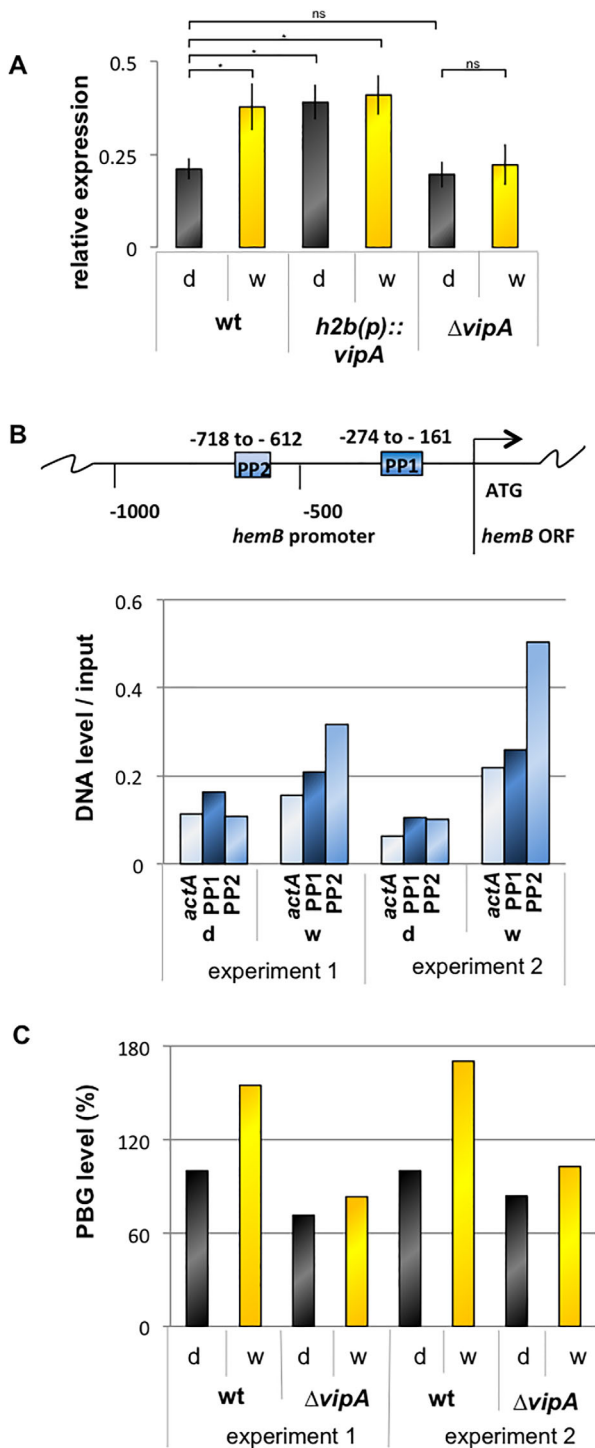 A
ns
*
*
*
ns
relative expression
0.5
0.25
0
d w d w d w
wt h2b(p):: ΔvipA
vipA
B
-718 to - 612 -274 to - 161
PP2 PP1
ATG
-1000 -500
hemB promoter hemB ORF
DNA level / input
0.6
0.4
0.2
0
actA PP1 PP2 actA PP1 PP2 actA PP1 PP2 actA PP1 PP2
d w d w
experiment 1 experiment 2
C
PBG level (%)
180
120
60
0
d w d w d w d w
wt ΔvipA wt ΔvipA
experiment 1 experiment 2